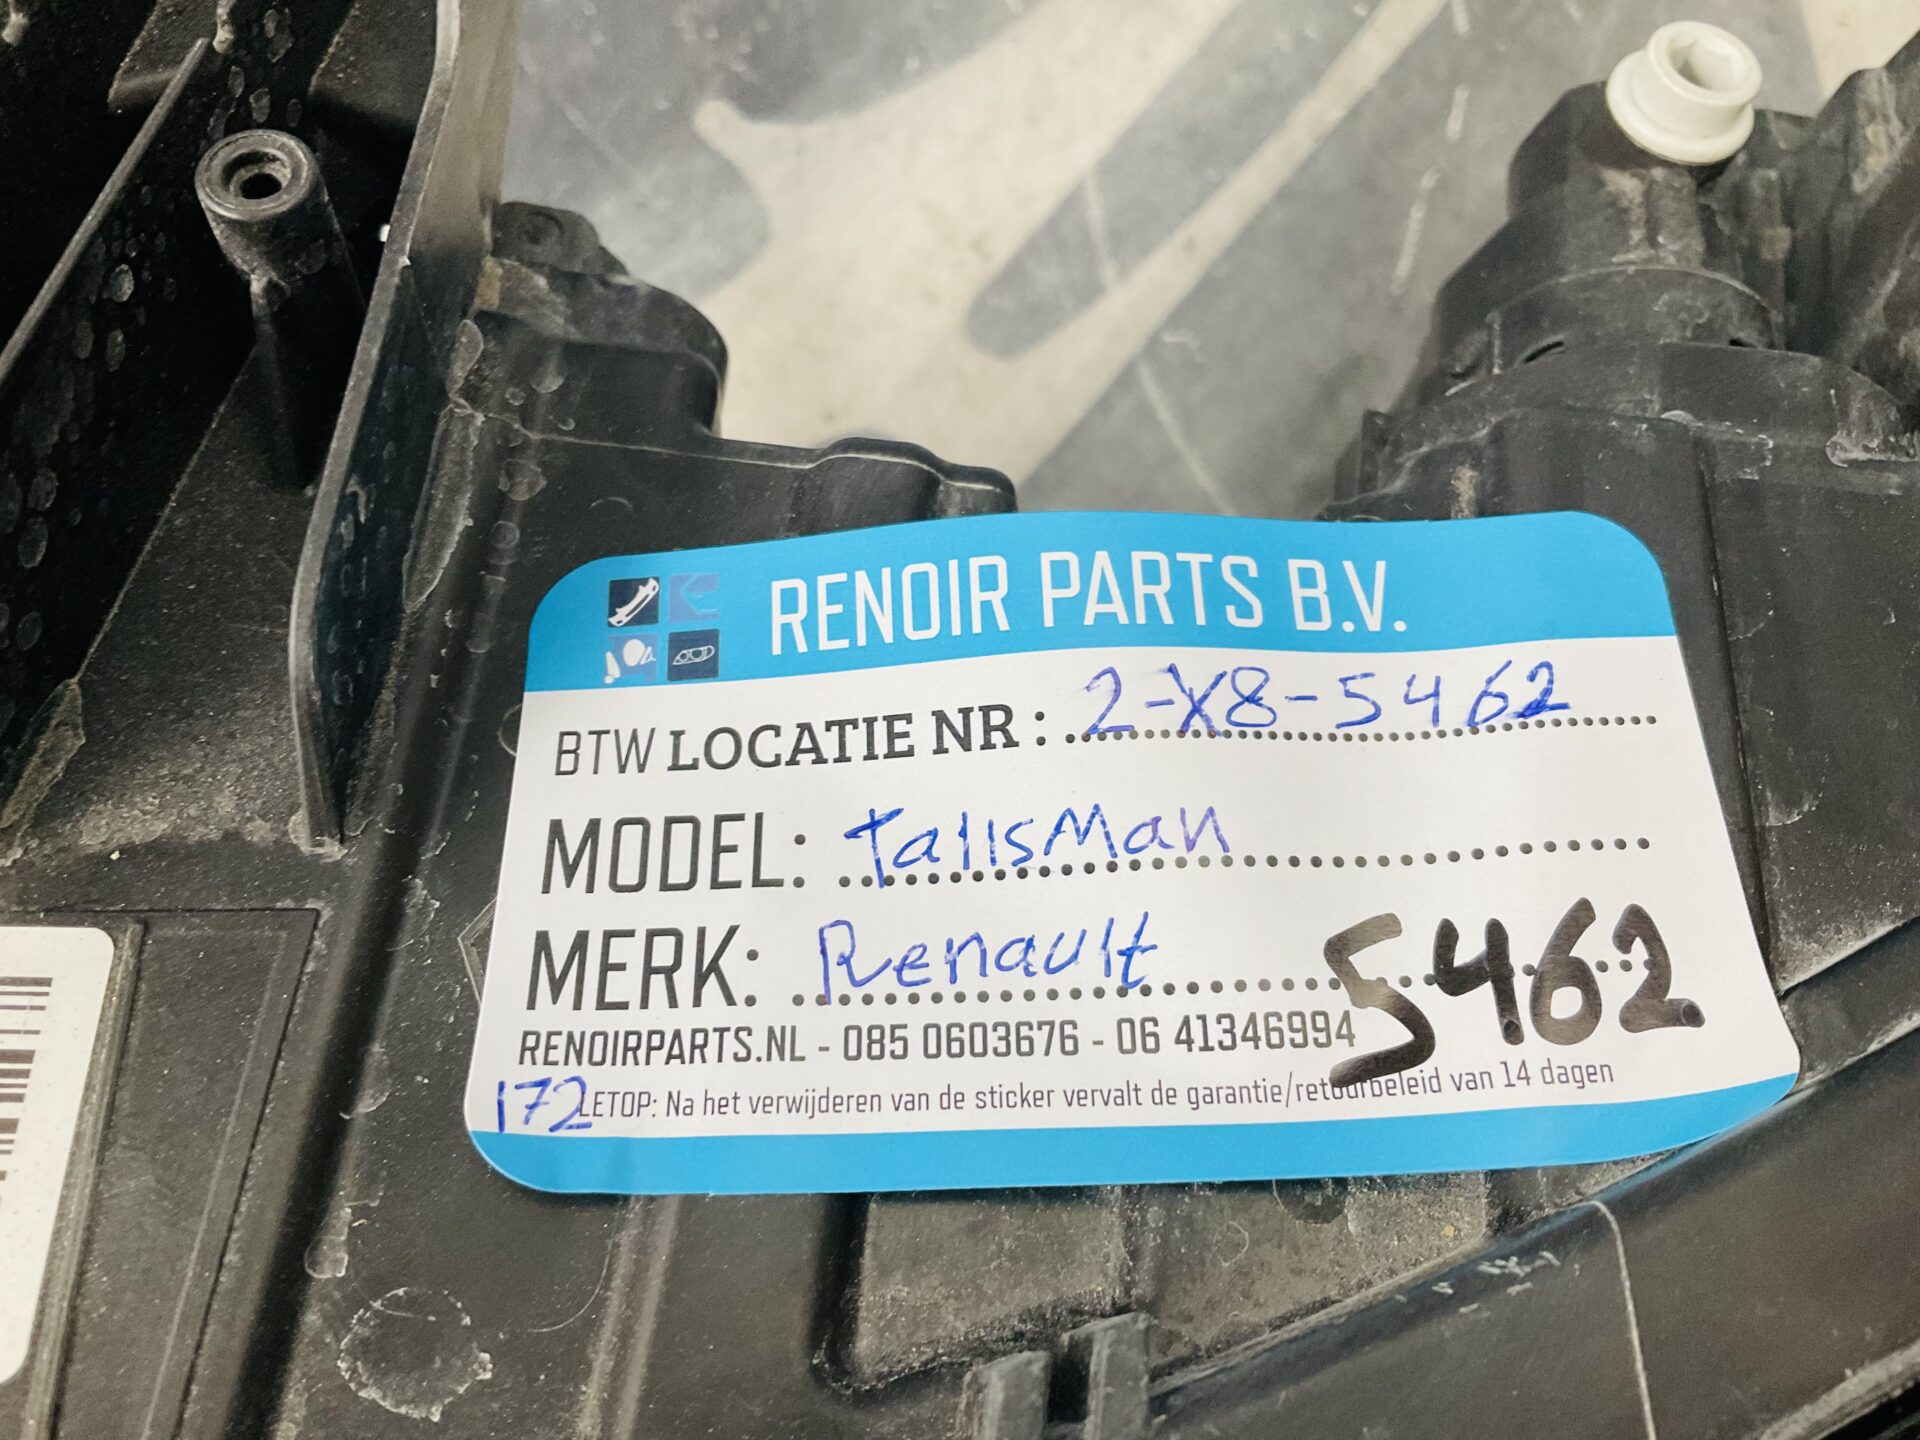 RENOIR PARTS B.V.
BTW LOCATIE NR: 2-X8-5462
MODEL: Talisman
MERK: Renault
5462
RENOIRPARTS.NL - 085 0603676 - 06 41346994
172 LETOP: Na het verwijderen van de sticker vervalt de garantie/retourbeleid van 14 dagen